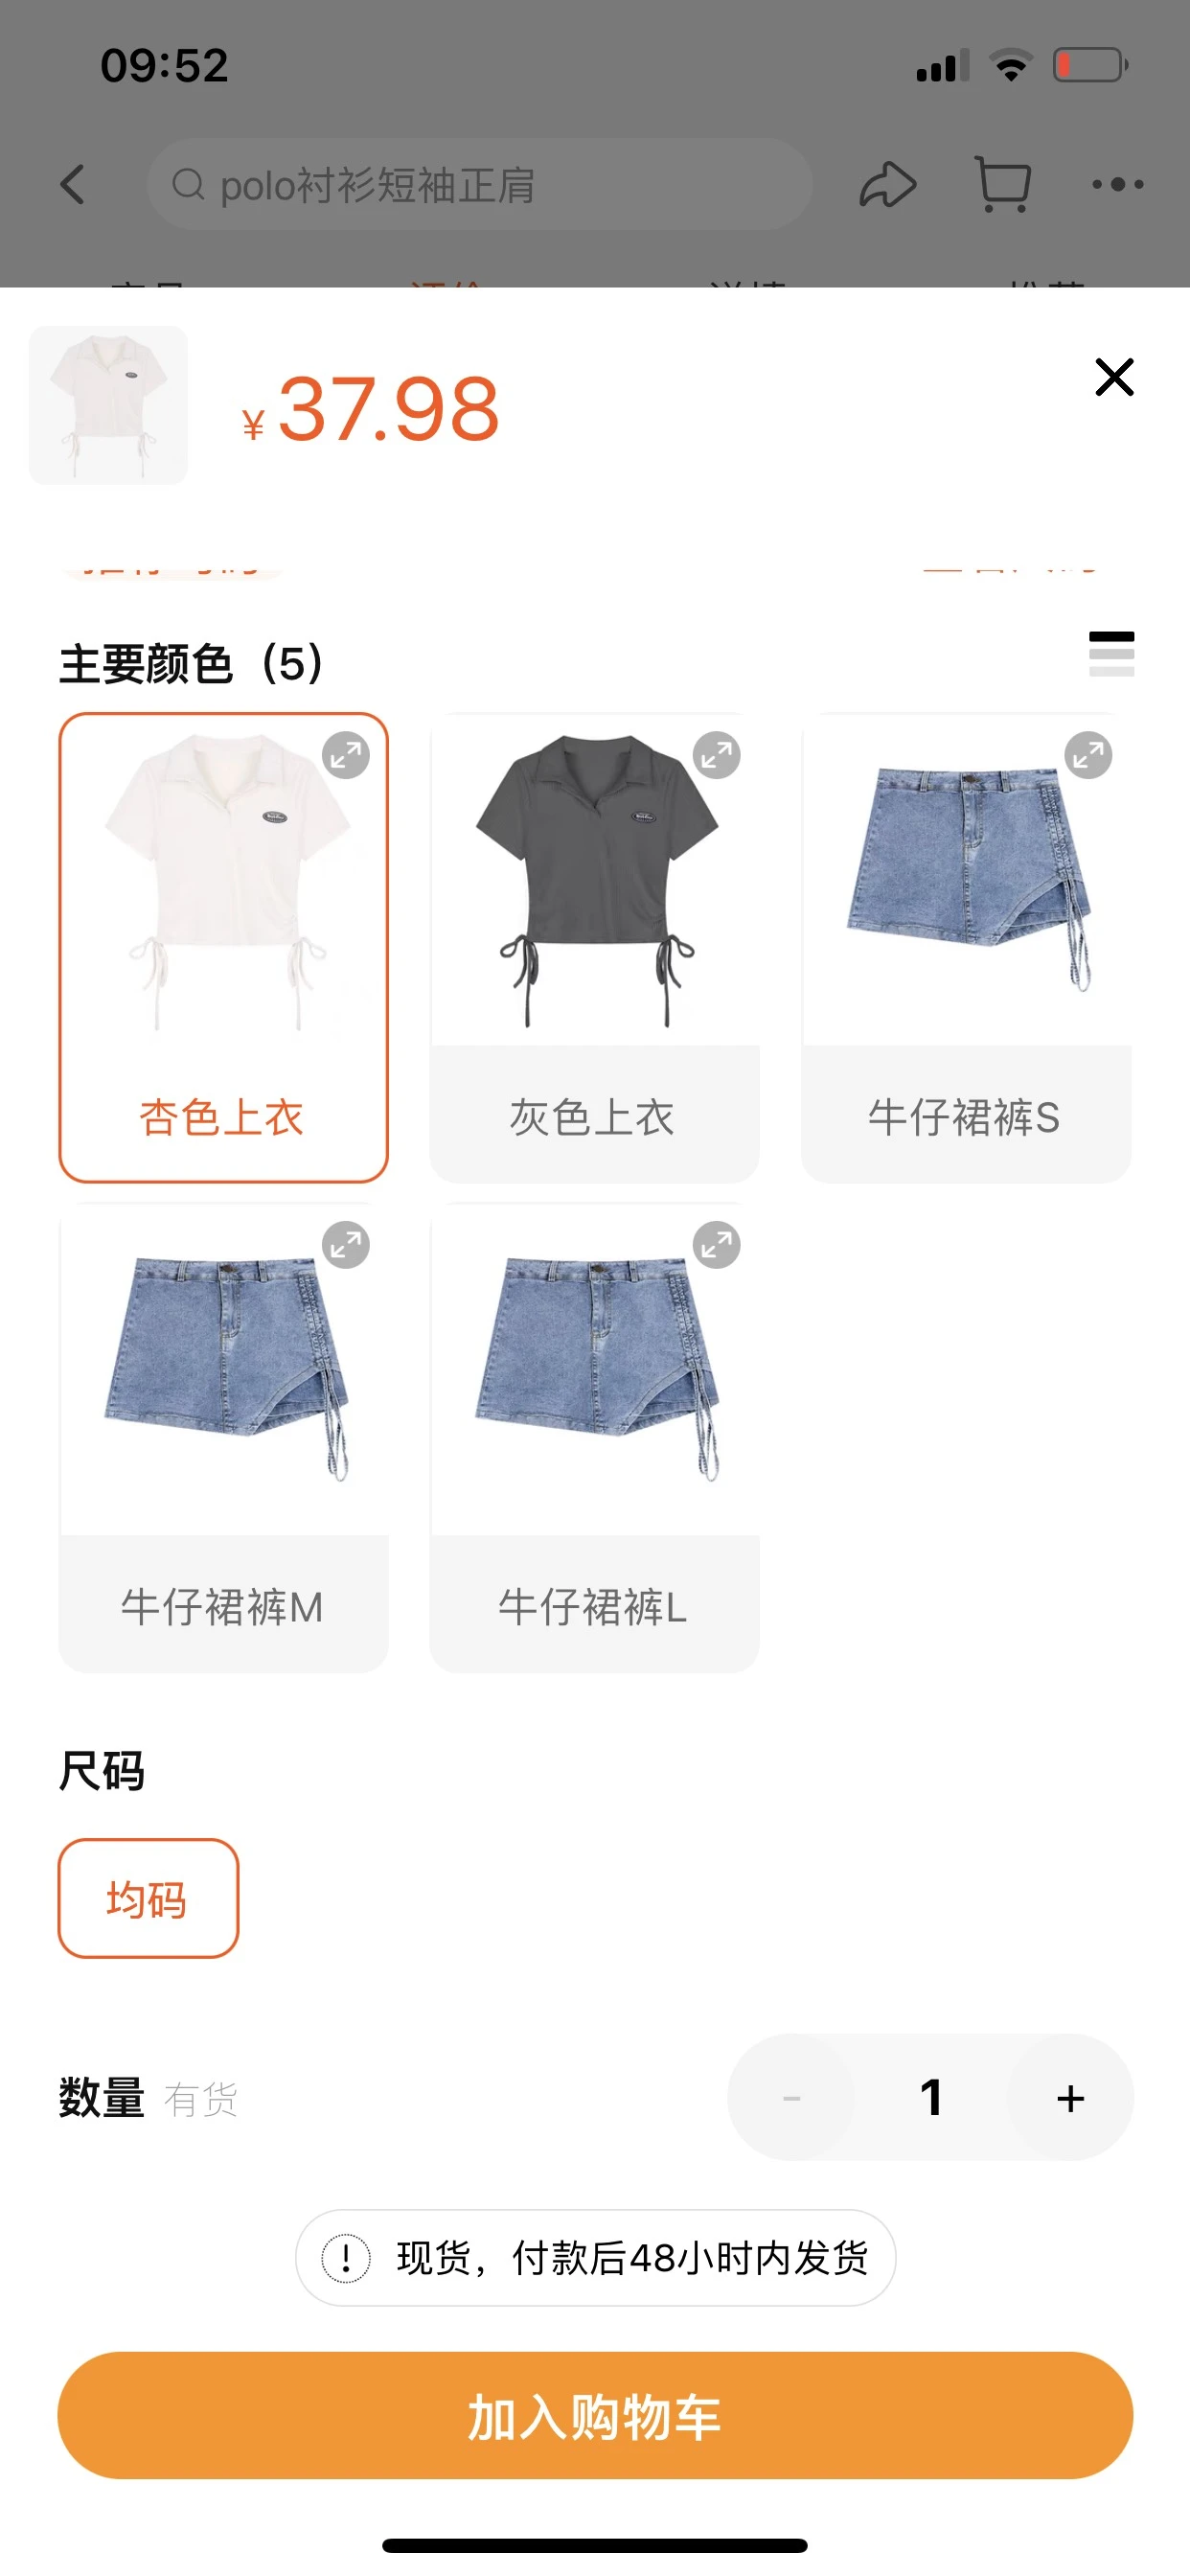 09:52
polo衬衫短袖正肩
¥37.98
主要颜色（5）
杏色上衣
灰色上衣
牛仔裙裤S
牛仔裙裤M
牛仔裙裤L
尺码
均码
数量 有货
- 1 +
! 现货，付款后48小时内发货
加入购物车